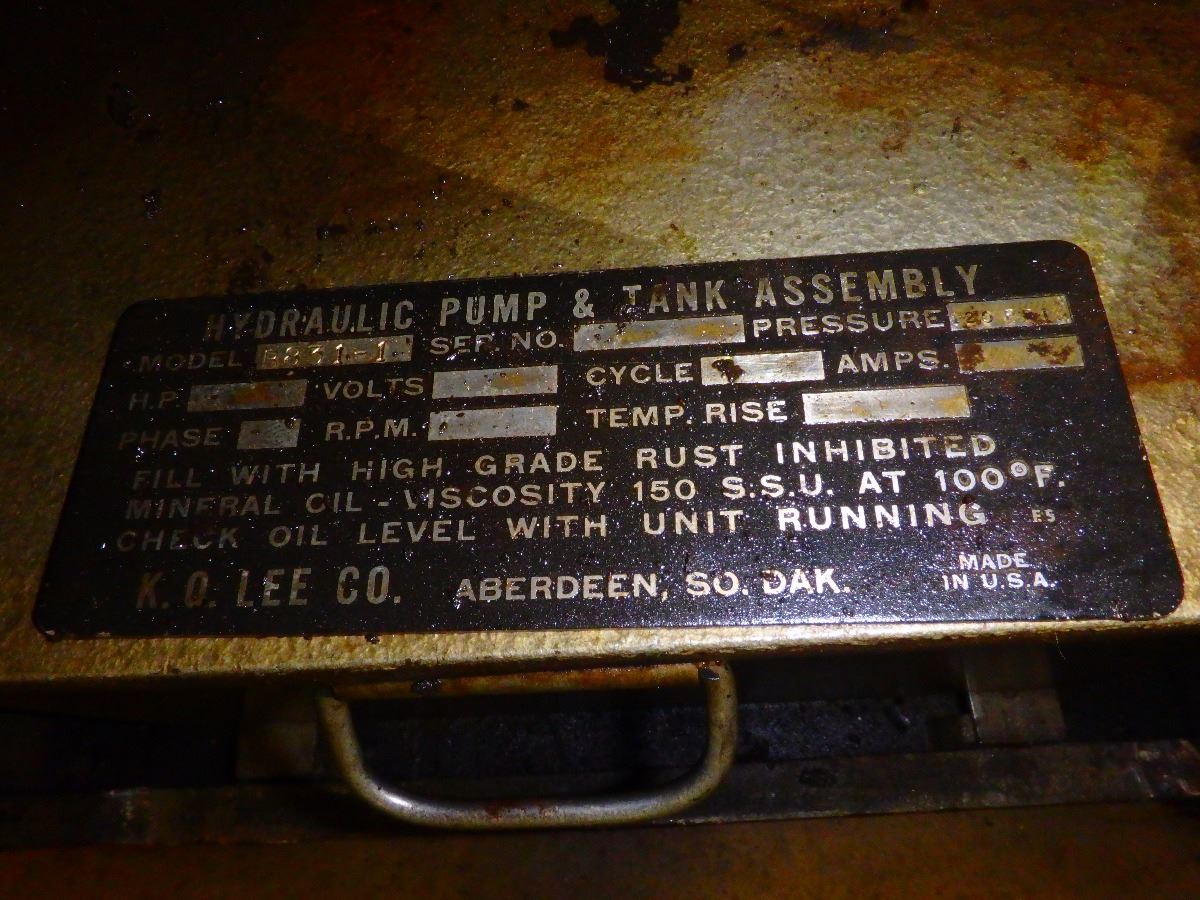 HYDRAULIC PUMP & TANK ASSEMBLY
MODEL B831-1 SER. NO. PRESSURE
H.P. VOLTS CYCLE AMPS.
PHASE R.P.M. TEMP. RISE
FILL WITH HIGH GRADE RUST INHIBITED
MINERAL OIL - VISCOSITY 150 S.S.U. AT 100°F.
CHECK OIL LEVEL WITH UNIT RUNNING
K. O. LEE CO. ABERDEEN, SO. DAK. MADE IN U.S.A.